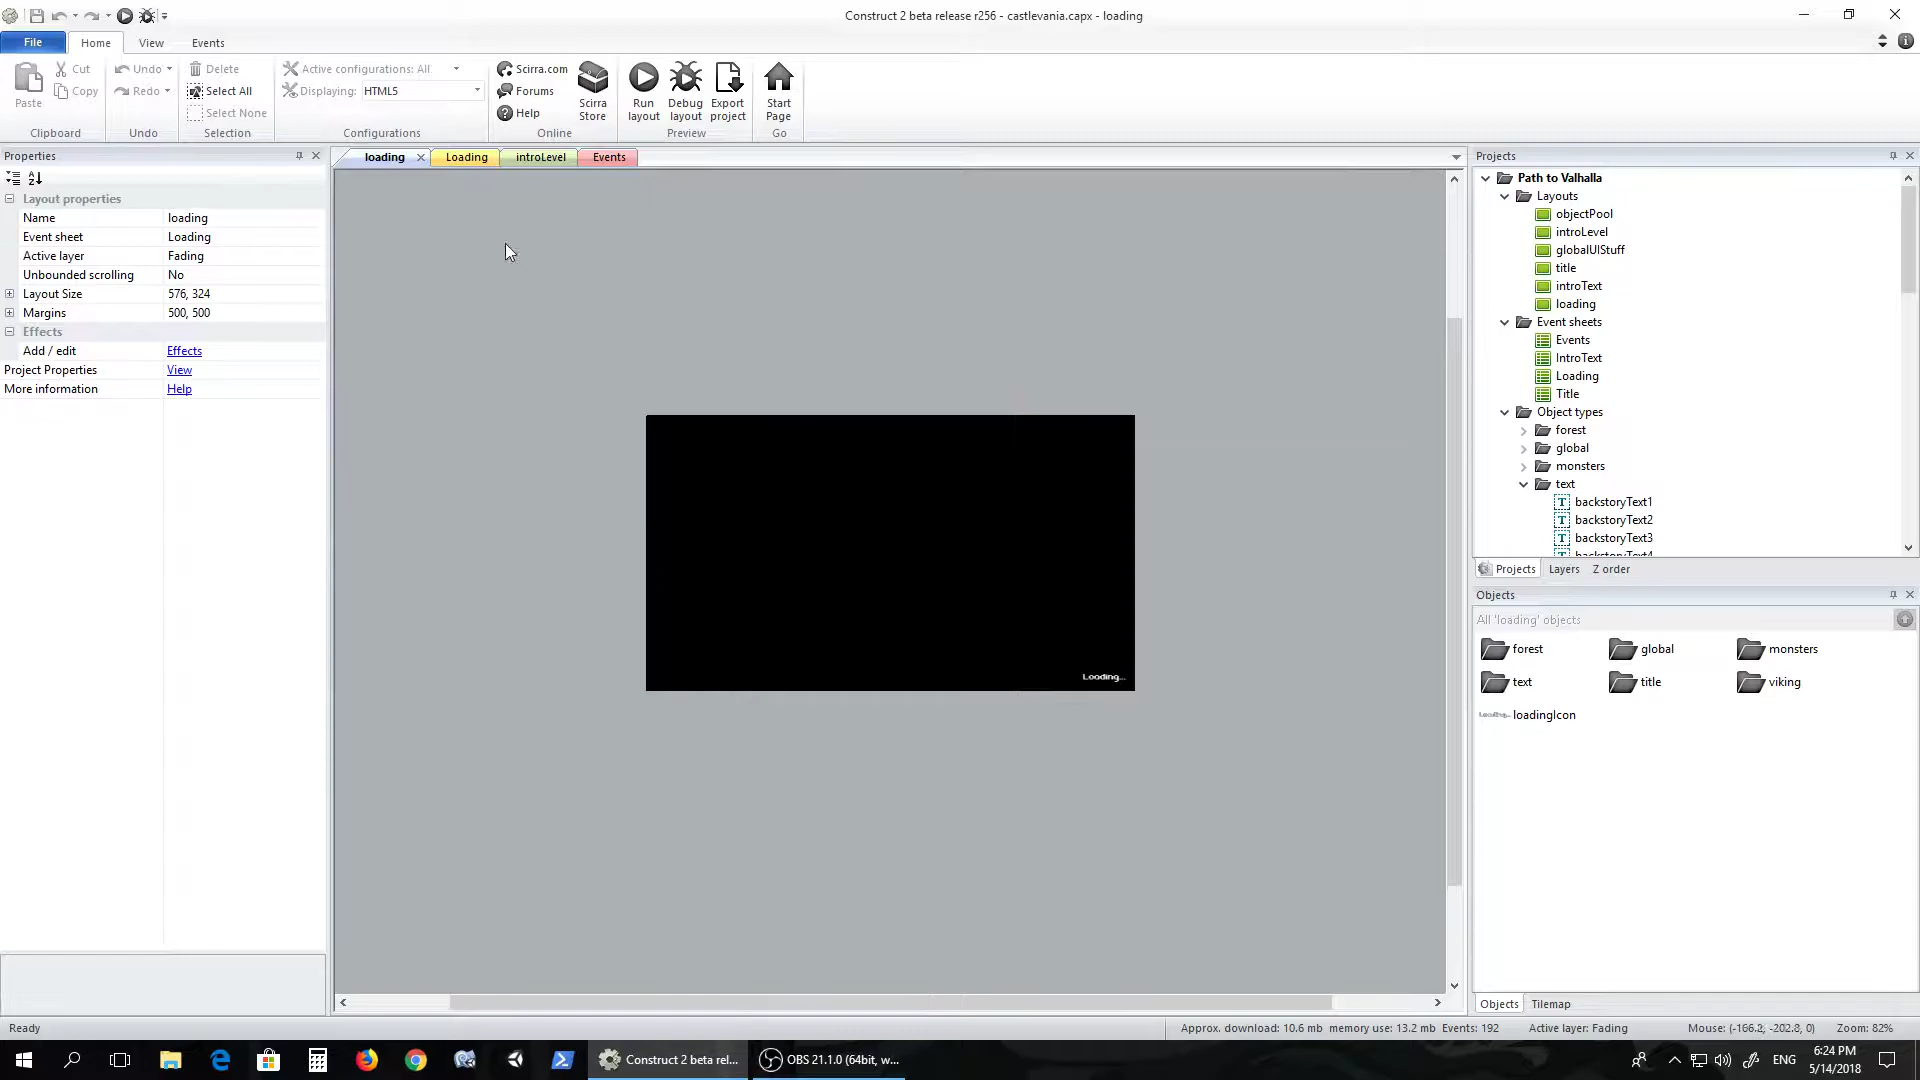 Construct 2 beta release r256 - castlevania.capx - loading
File
Home
View
Events
Paste
Cut
Copy
Clipboard
Undo
Redo
Undo
Delete
Select All
Select None
Selection
Active configurations: All
Displaying: HTML5
Configurations
Scirra.com
Forums
Help
Scirra Store
Online
Run layout
Debug layout
Export project
Preview
Start Page
Go
Properties
Layout properties
Name loading
Event sheet Loading
Active layer Fading
Unbounded scrolling No
Layout Size 576, 324
Margins 500, 500
Effects
Add / edit Effects
Project Properties View
More information Help
loading
Loading
introLevel
Events
Loading...
Projects
Path to Valhalla
Layouts
objectPool
introLevel
globalUIStuff
title
introText
loading
Event sheets
Events
IntroText
Loading
Title
Object types
forest
global
monsters
text
T backstoryText1
T backstoryText2
T backstoryText3
T backstoryText4
Projects
Layers
Z order
Objects
All 'loading' objects
forest
global
monsters
text
title
viking
Loading... loadingIcon
Objects
Tilemap
Ready
Approx. download: 10.6 mb memory use: 13.2 mb Events: 192
Active layer: Fading
Mouse: (-166.2, -202.8, 0)
Zoom: 82%
Construct 2 beta rel...
OBS 21.1.0 (64bit, w...
ENG
6:24 PM
5/14/2018